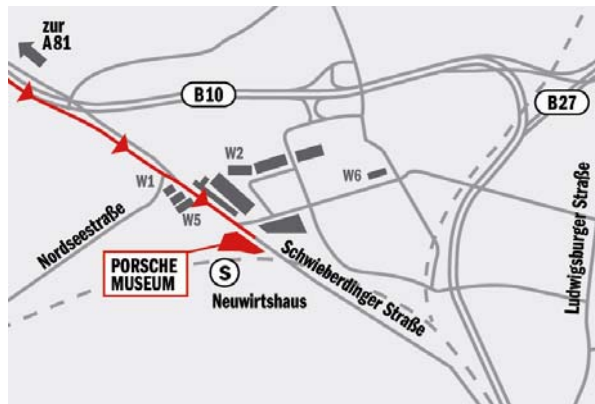 zur
A81
B10
B27
W2
W1
W6
W5
Nordseestraße
PORSCHE
MUSEUM
S
Neuwirtshaus
Schwieberdinger Straße
Ludwigsburger Straße